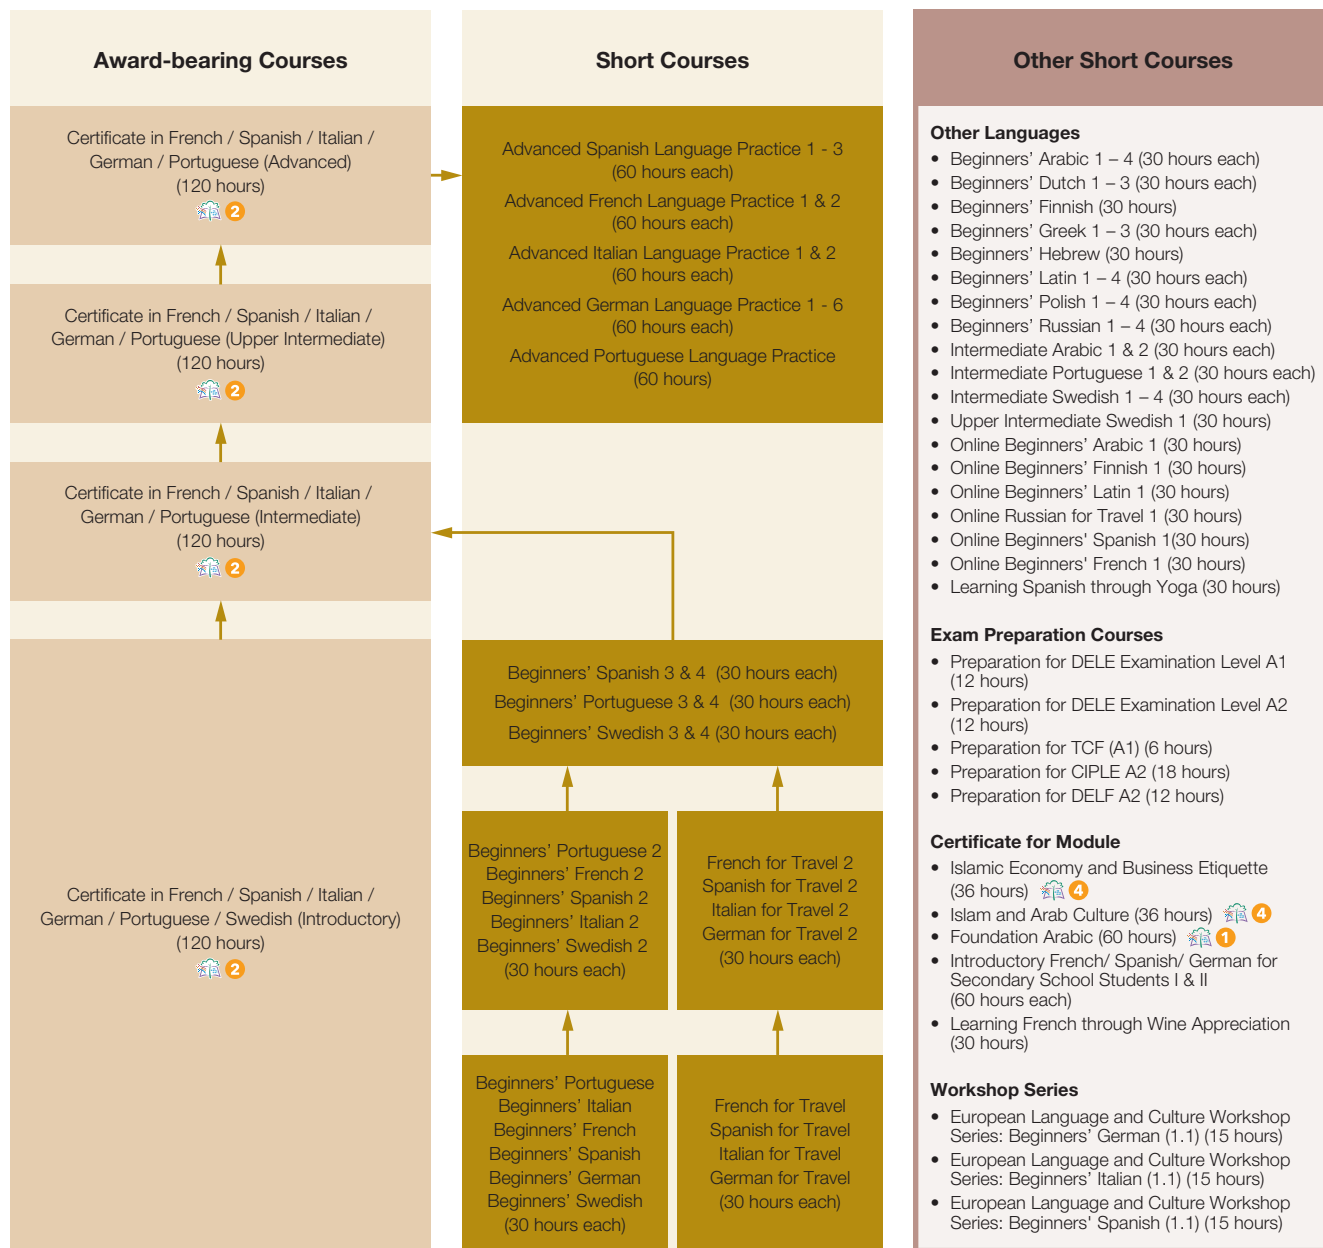 Award-bearing Courses
Certificate in French / Spanish / Italian /
German / Portuguese (Advanced)
(120 hours)
2
Certificate in French / Spanish / Italian /
German / Portuguese (Upper Intermediate)
(120 hours)
2
Certificate in French / Spanish / Italian /
German / Portuguese (Intermediate)
(120 hours)
2
Certificate in French / Spanish / Italian /
German / Portuguese / Swedish (Introductory)
(120 hours)
2
Short Courses
Advanced Spanish Language Practice 1 - 3
(60 hours each)
Advanced French Language Practice 1 & 2
(60 hours each)
Advanced Italian Language Practice 1 & 2
(60 hours each)
Advanced German Language Practice 1 - 6
(60 hours each)
Advanced Portuguese Language Practice
(60 hours)
Beginners’ Spanish 3 & 4 (30 hours each)
Beginners’ Portuguese 3 & 4 (30 hours each)
Beginners’ Swedish 3 & 4 (30 hours each)
Beginners’ Portuguese 2
Beginners’ French 2
Beginners’ Spanish 2
Beginners’ Italian 2
Beginners’ Swedish 2
(30 hours each)
French for Travel 2
Spanish for Travel 2
Italian for Travel 2
German for Travel 2
(30 hours each)
Beginners’ Portuguese
Beginners’ Italian
Beginners’ French
Beginners’ Spanish
Beginners’ German
Beginners’ Swedish
(30 hours each)
French for Travel
Spanish for Travel
Italian for Travel
German for Travel
(30 hours each)
Other Short Courses
Other Languages
• Beginners’ Arabic 1 – 4 (30 hours each)
• Beginners’ Dutch 1 – 3 (30 hours each)
• Beginners’ Finnish (30 hours)
• Beginners’ Greek 1 – 3 (30 hours each)
• Beginners’ Hebrew (30 hours)
• Beginners’ Latin 1 – 4 (30 hours each)
• Beginners’ Polish 1 – 4 (30 hours each)
• Beginners’ Russian 1 – 4 (30 hours each)
• Intermediate Arabic 1 & 2 (30 hours each)
• Intermediate Portuguese 1 & 2 (30 hours each)
• Intermediate Swedish 1 – 4 (30 hours each)
• Upper Intermediate Swedish 1 (30 hours)
• Online Beginners’ Arabic 1 (30 hours)
• Online Beginners’ Finnish 1 (30 hours)
• Online Beginners’ Latin 1 (30 hours)
• Online Russian for Travel 1 (30 hours)
• Online Beginners' Spanish 1(30 hours)
• Online Beginners' French 1 (30 hours)
• Learning Spanish through Yoga (30 hours)
Exam Preparation Courses
• Preparation for DELE Examination Level A1
(12 hours)
• Preparation for DELE Examination Level A2
(12 hours)
• Preparation for TCF (A1) (6 hours)
• Preparation for CIPLE A2 (18 hours)
• Preparation for DELF A2 (12 hours)
Certificate for Module
• Islamic Economy and Business Etiquette
(36 hours) 4
• Islam and Arab Culture (36 hours) 4
• Foundation Arabic (60 hours) 1
• Introductory French/ Spanish/ German for
Secondary School Students I & II
(60 hours each)
• Learning French through Wine Appreciation
(30 hours)
Workshop Series
• European Language and Culture Workshop
Series: Beginners’ German (1.1) (15 hours)
• European Language and Culture Workshop
Series: Beginners’ Italian (1.1) (15 hours)
• European Language and Culture Workshop
Series: Beginners' Spanish (1.1) (15 hours)